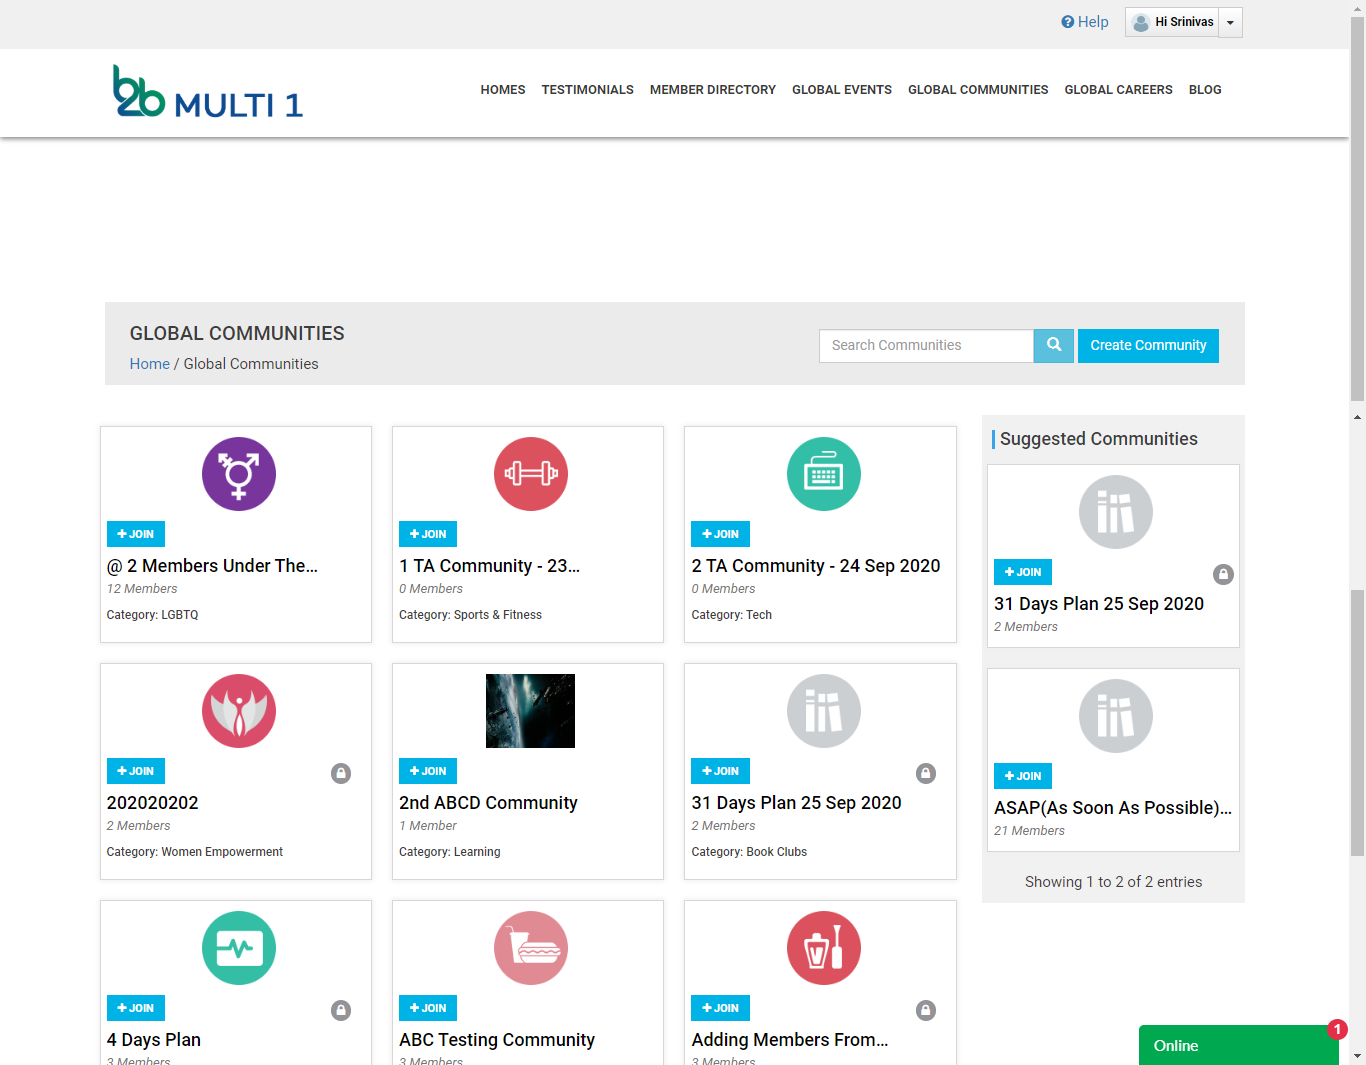 Help
Hi Srinivas
b2b MULTI 1
HOMES TESTIMONIALS MEMBER DIRECTORY GLOBAL EVENTS GLOBAL COMMUNITIES GLOBAL CAREERS BLOG
GLOBAL COMMUNITIES
Home / Global Communities
Search Communities
Create Community
JOIN
@ 2 Members Under The...
12 Members
Category: LGBTQ
JOIN
1 TA Community - 23...
0 Members
Category: Sports & Fitness
JOIN
2 TA Community - 24 Sep 2020
0 Members
Category: Tech
JOIN
202020202
2 Members
Category: Women Empowerment
JOIN
2nd ABCD Community
1 Member
Category: Learning
JOIN
31 Days Plan 25 Sep 2020
2 Members
Category: Book Clubs
JOIN
4 Days Plan
3 Members
JOIN
ABC Testing Community
3 Members
JOIN
Adding Members From...
3 Members
Suggested Communities
JOIN
31 Days Plan 25 Sep 2020
2 Members
JOIN
ASAP(As Soon As Possible)...
21 Members
Showing 1 to 2 of 2 entries
Online
1